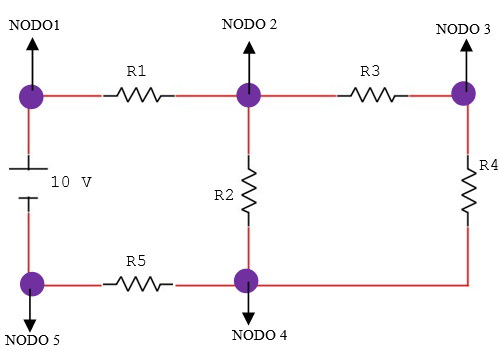 NODO1
NODO 2
NODO 3
R1
R3
R4
10 V
R2
R5
NODO 5
NODO 4